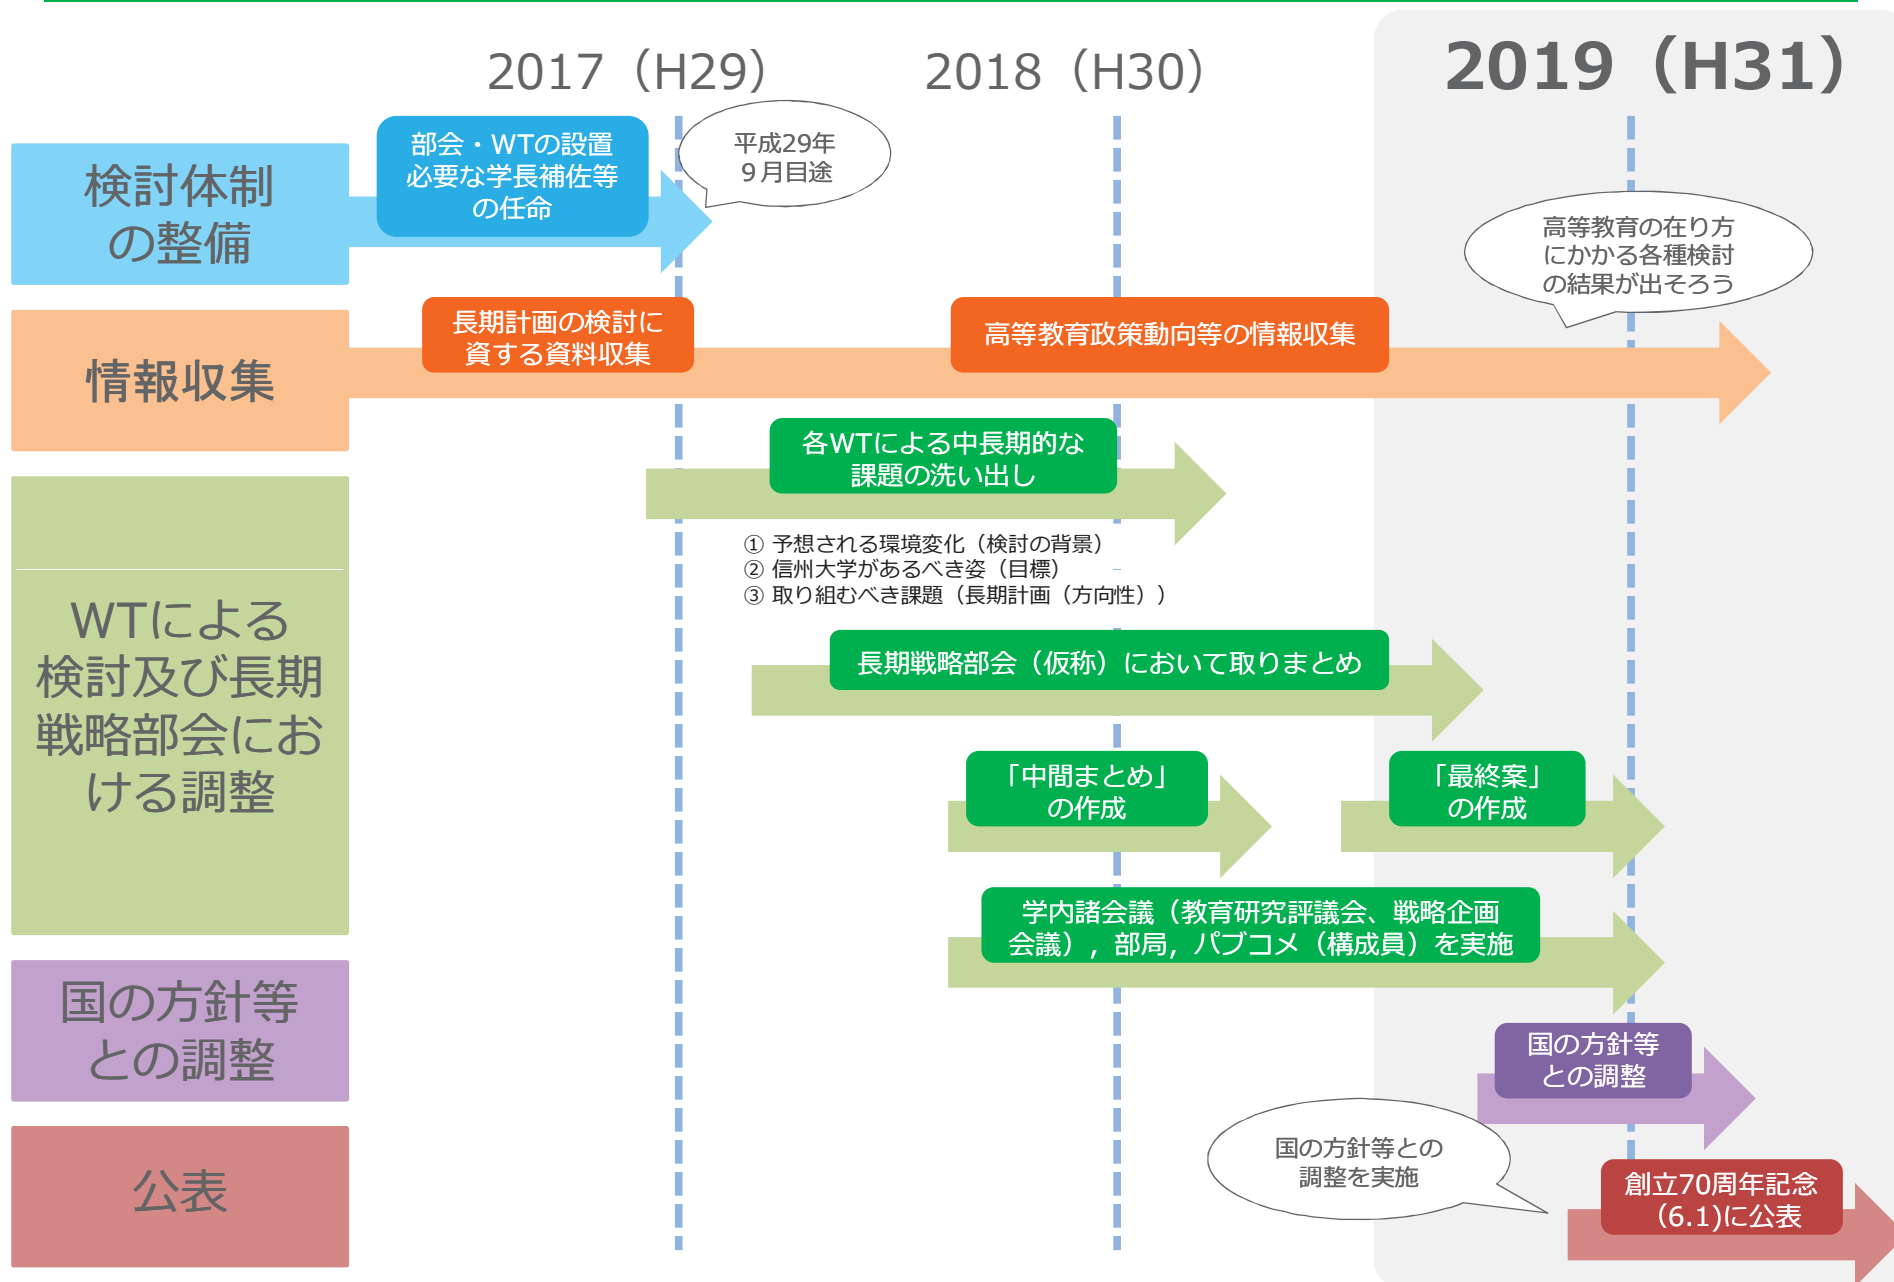 2017（H29）
2018（H30）
2019（H31）
検討体制
の整備
部会・WTの設置
必要な学長補佐等
の任命
平成29年
９月目途
高等教育の在り方
にかかる各種検討
の結果が出そろう
情報収集
長期計画の検討に
資する資料収集
高等教育政策動向等の情報収集
WTによる
検討及び長期
戦略部会にお
ける調整
各WTによる中長期的な
課題の洗い出し
① 予想される環境変化（検討の背景）
② 信州大学があるべき姿（目標）
③ 取り組むべき課題（長期計画（方向性））
長期戦略部会（仮称）において取りまとめ
「中間まとめ」
の作成
「最終案」
の作成
学内諸会議（教育研究評議会、戦略企画
会議）, 部局, パブコメ（構成員）を実施
国の方針等
との調整
国の方針等
との調整
国の方針等との
調整を実施
公表
創立70周年記念
（6.1)に公表